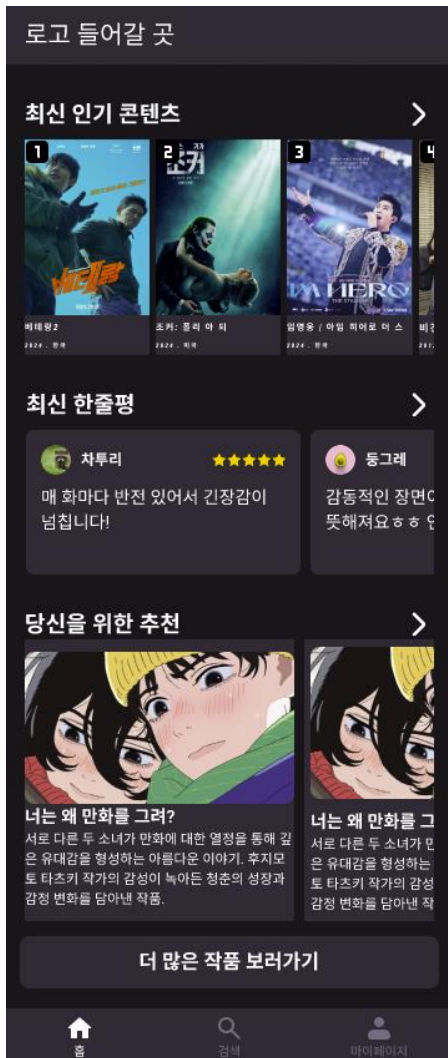 로고 들어갈 곳
최신 인기 콘텐츠
1
2
3
4
조커
베테랑
I'M HERO
베테랑2
조커: 폴리 아 되
임영웅 / 아임 히어로 더 스
2024 . 한국
2024 . 미국
2024 . 한국
최신 한줄평
차투리
둥그레
매 화마다 반전 있어서 긴장감이
넘칩니다!
감동적인 장면이
뜻해져요ㅎㅎ
당신을 위한 추천
너는 왜 만화를 그려?
서로 다른 두 소녀가 만화에 대한 열정을 통해 깊
은 유대감을 형성하는 아름다운 이야기. 후지모
토 타츠키 작가의 감성이 녹아든 청춘의 성장과
감정 변화를 담아낸 작품.
너는 왜 만화를 그
서로 다른 두 소녀가 만
은 유대감을 형성하는
토 타츠키 작가의 감성
감정 변화를 담아낸 작
더 많은 작품 보러가기
홈
검색
마이페이지